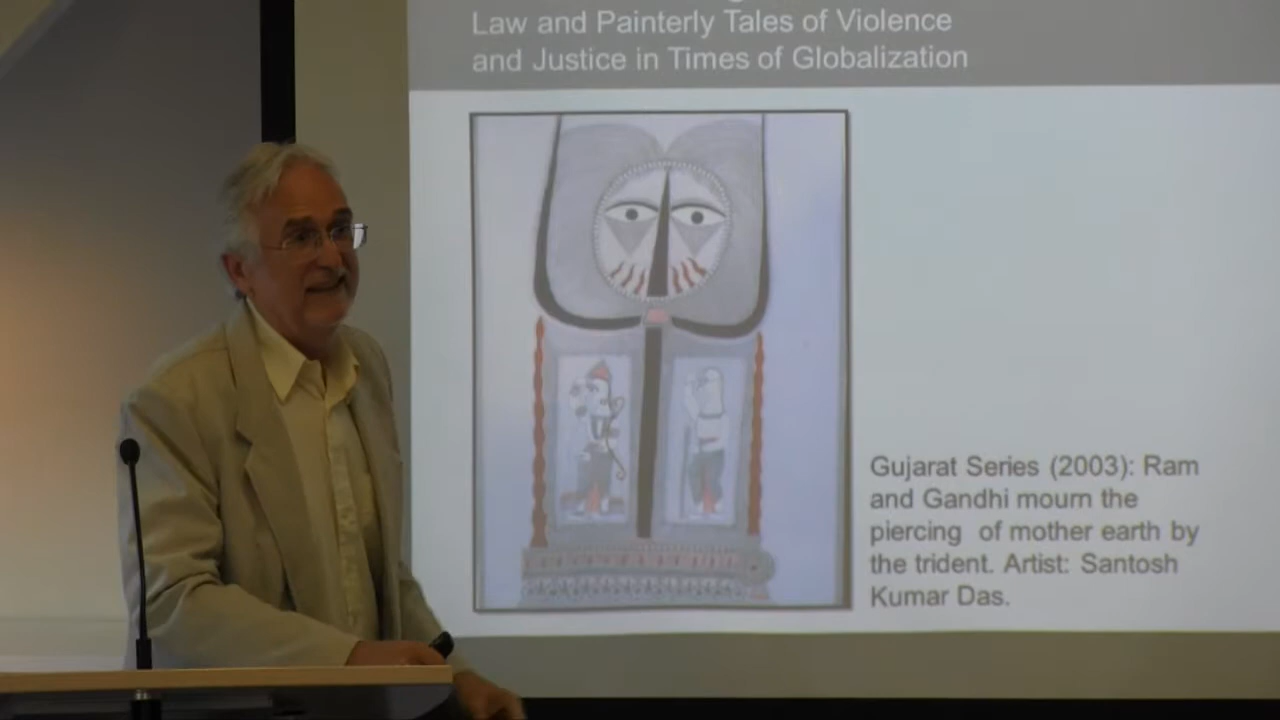 Law and Painterly Tales of Violence
and Justice in Times of Globalization
Gujarat Series (2003): Ram
and Gandhi mourn the
piercing of mother earth by
the trident. Artist: Santosh
Kumar Das.